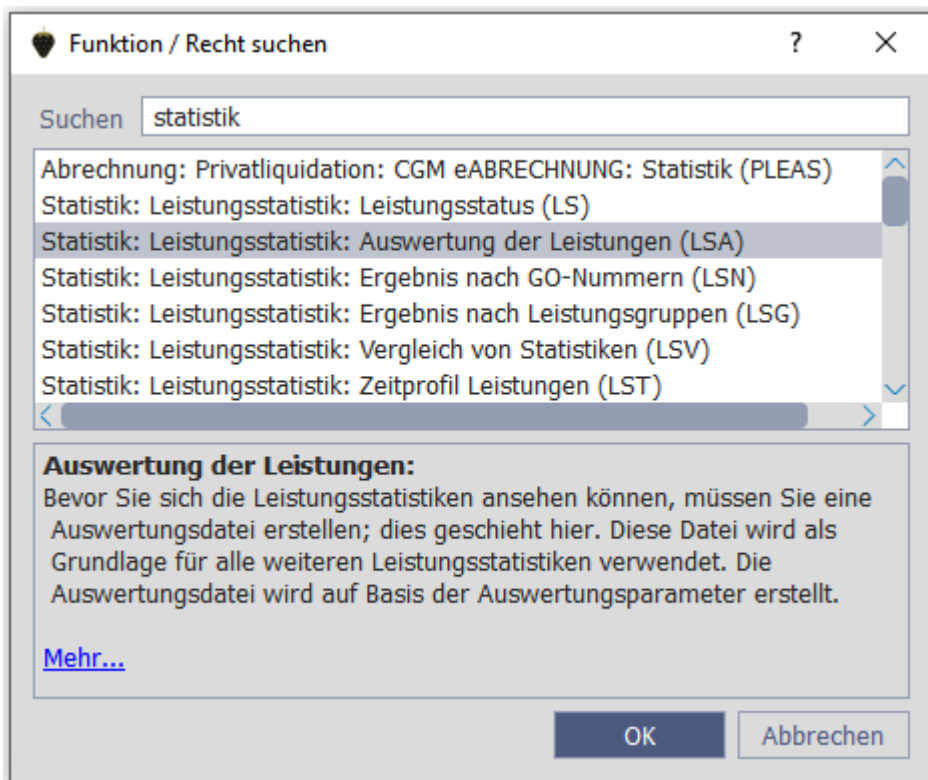 Funktion / Recht suchen
?
Suchen
statistik
Abrechnung: Privatliquidation: CGM eABRECHNUNG: Statistik (PLEAS)
Statistik: Leistungsstatistik: Leistungsstatus (LS)
Statistik: Leistungsstatistik: Auswertung der Leistungen (LSA)
Statistik: Leistungsstatistik: Ergebnis nach GO-Nummern (LSN)
Statistik: Leistungsstatistik: Ergebnis nach Leistungsgruppen (LSG)
Statistik: Leistungsstatistik: Vergleich von Statistiken (LSV)
Statistik: Leistungsstatistik: Zeitprofil Leistungen (LST)
Auswertung der Leistungen:
Bevor Sie sich die Leistungsstatistiken ansehen können, müssen Sie eine
Auswertungsdatei erstellen; dies geschieht hier. Diese Datei wird als
Grundlage für alle weiteren Leistungsstatistiken verwendet. Die
Auswertungsdatei wird auf Basis der Auswertungsparameter erstellt.
Mehr...
OK
Abbrechen